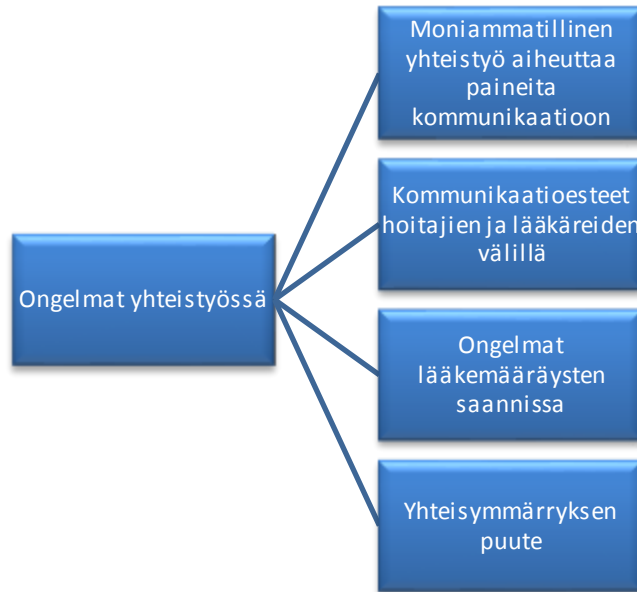 Moniammatillinen
yhteistyö aiheuttaa
paineita
kommunikaatioon
Kommunikaatioesteet
hoitajien ja lääkäreiden
välillä
Ongelmat yhteistyössä
Ongelmat
lääkemääräysten
saannissa
Yhteisymmärryksen
puute